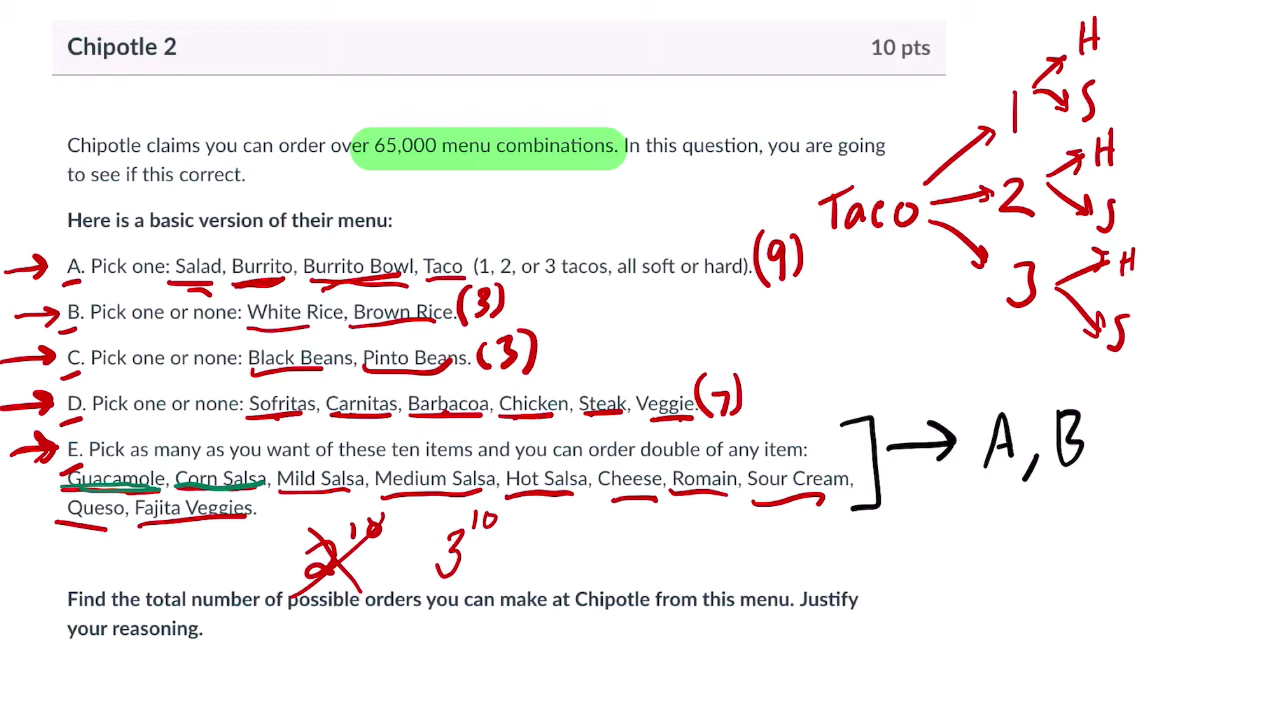 Chipotle 2 10 pts
Chipotle claims you can order over 65,000 menu combinations. In this question, you are going
to see if this correct.
Here is a basic version of their menu:
A. Pick one: Salad, Burrito, Burrito Bowl, Taco (1, 2, or 3 tacos, all soft or hard). (9)
B. Pick one or none: White Rice, Brown Rice. (3)
C. Pick one or none: Black Beans, Pinto Beans. (3)
D. Pick one or none: Sofritas, Carnitas, Barbacoa, Chicken, Steak, Veggie. (7)
E. Pick as many as you want of these ten items and you can order double of any item:
Guacamole, Corn Salsa, Mild Salsa, Medium Salsa, Hot Salsa, Cheese, Romain, Sour Cream,
Queso, Fajita Veggies.
2^10 3^10
Find the total number of possible orders you can make at Chipotle from this menu. Justify
your reasoning.
H
1
S
H
Taco 2
S
H
3
S
A, B